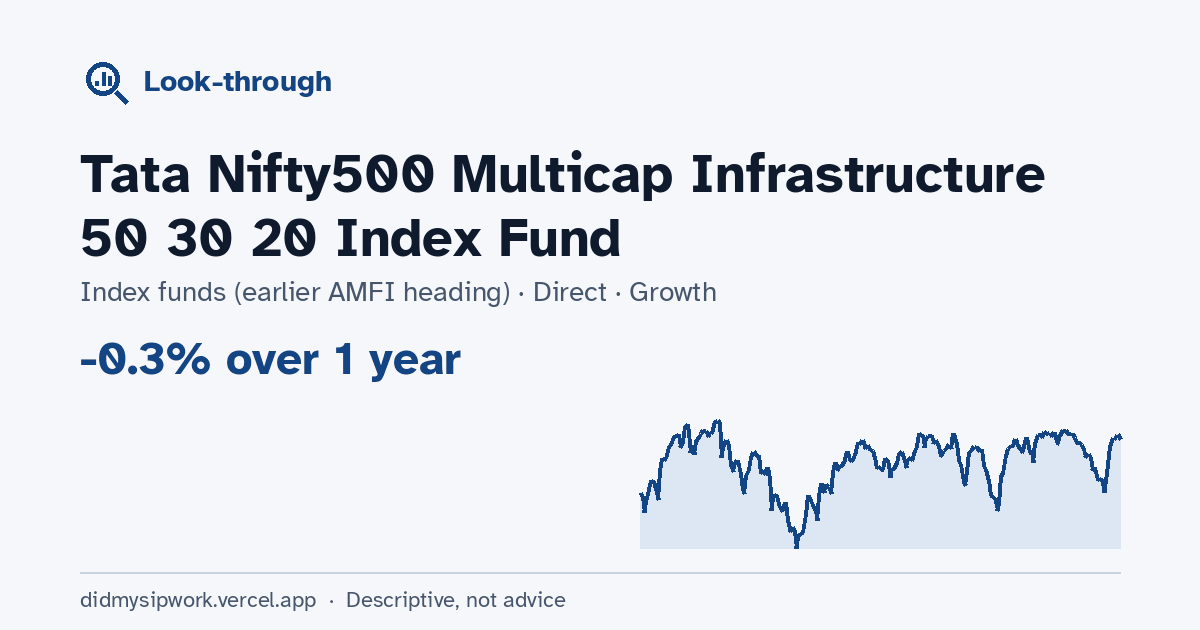 Look-through
Tata Nifty500 Multicap Infrastructure
50 30 20 Index Fund
Index funds (earlier AMFI heading) · Direct · Growth
-0.3% over 1 year
didmysipwork.vercel.app · Descriptive, not advice